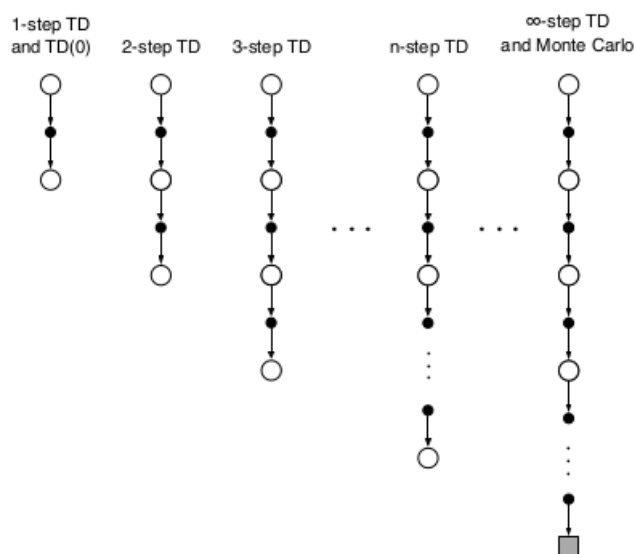 1-step TD
and TD(0)
2-step TD
3-step TD
n-step TD
∞-step TD
and Monte Carlo